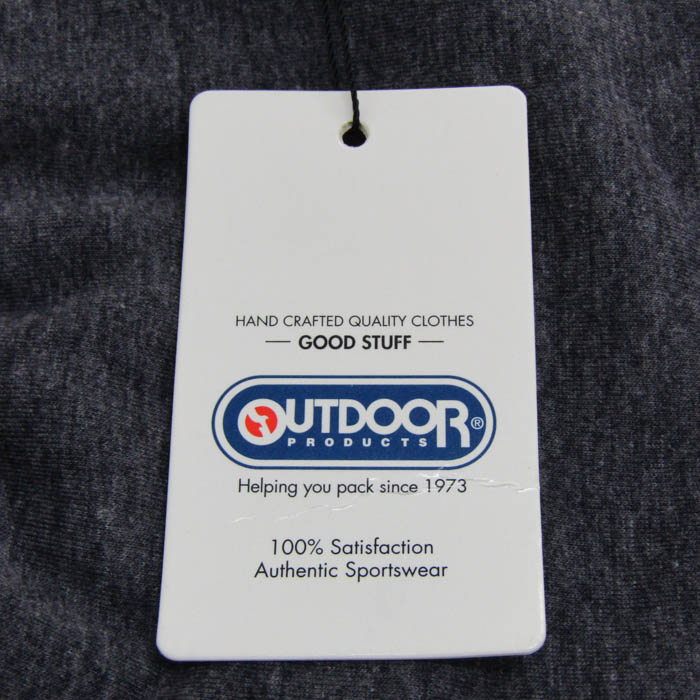 HAND CRAFTED QUALITY CLOTHES
— GOOD STUFF —
OUTDOOR®
PRODUCTS
Helping you pack since 1973
100% Satisfaction
Authentic Sportswear